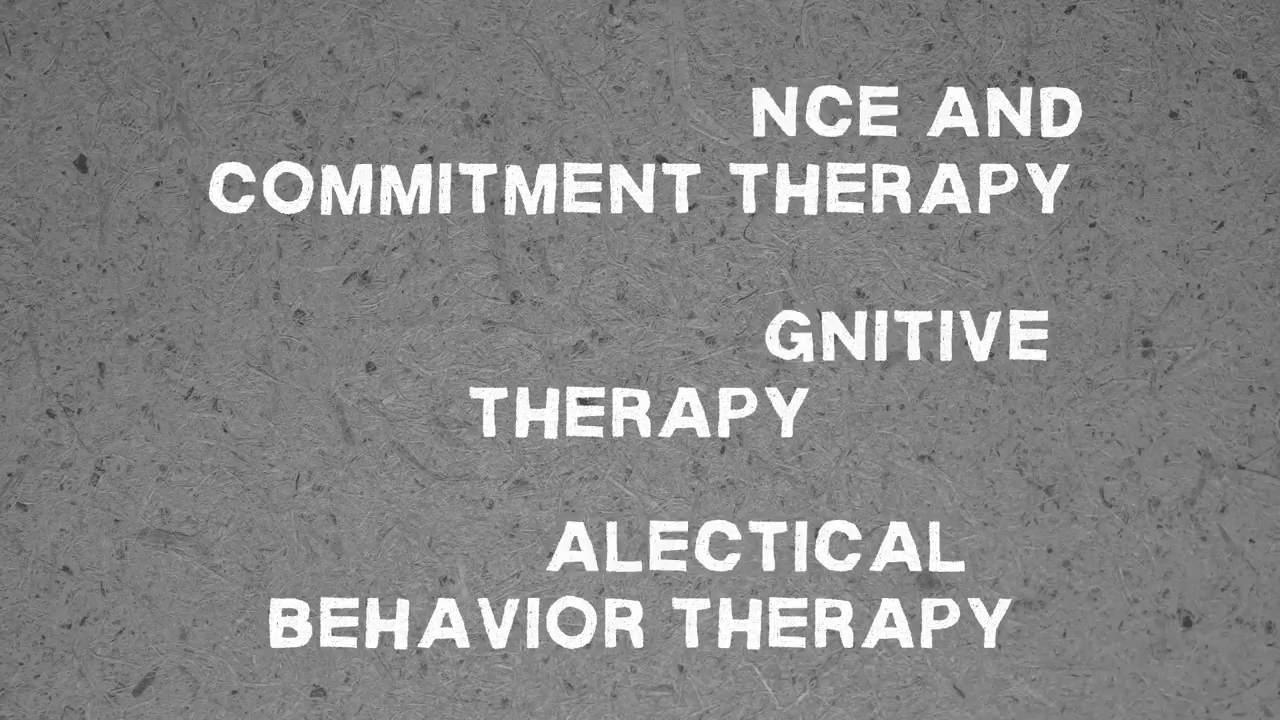 NCE AND
COMMITMENT THERAPY
GNITIVE
THERAPY
ALECTICAL
BEHAVIOR THERAPY